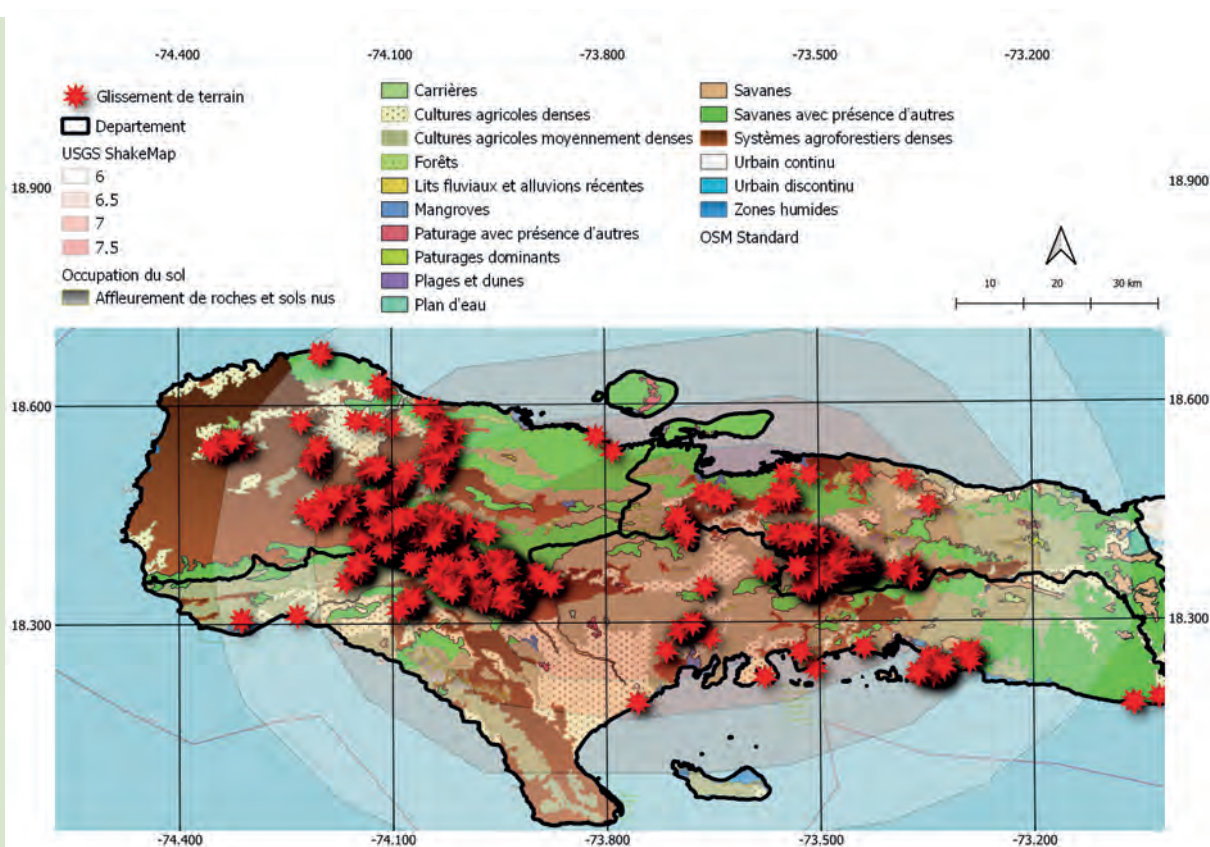 -74.400 -74.100 -73.800 -73.500 -73.200
Glissement de terrain
Departement
USGS ShakeMap
6
6.5
7
7.5
Occupation du sol
Affleurement de roches et sols nus
Carrières
Cultures agricoles denses
Cultures agricoles moyennement denses
Forêts
Lits fluviaux et alluvions récentes
Mangroves
Paturage avec présence d'autres
Paturages dominants
Plages et dunes
Plan d'eau
Savanes
Savanes avec présence d'autres
Systèmes agroforestiers denses
Urbain continu
Urbain discontinu
Zones humides
OSM Standard
10 20 30 km
18.900 18.900
18.600 18.600
18.300 18.300
-74.400 -74.100 -73.800 -73.500 -73.200